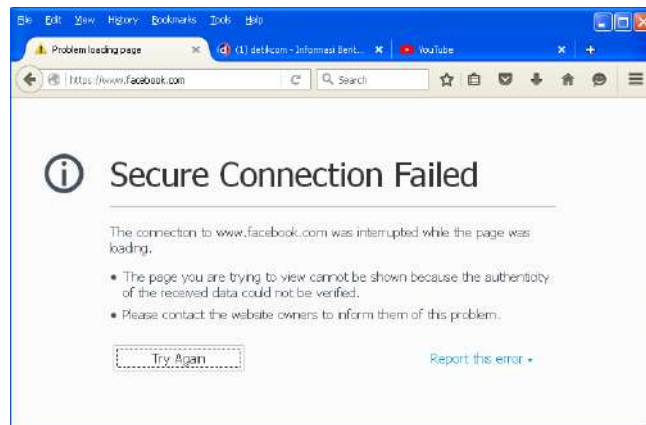 File Edit View History Bookmarks Tools Help
Problem loading page
(1) detikcom - Informasi Berit...
YouTube
https://www.facebook.com
Search
Secure Connection Failed
The connection to www.facebook.com was interrupted while the page was
loading.
• The page you are trying to view cannot be shown because the authenticity
of the received data could not be verified.
• Please contact the website owners to inform them of this problem.
Try Again
Report this error